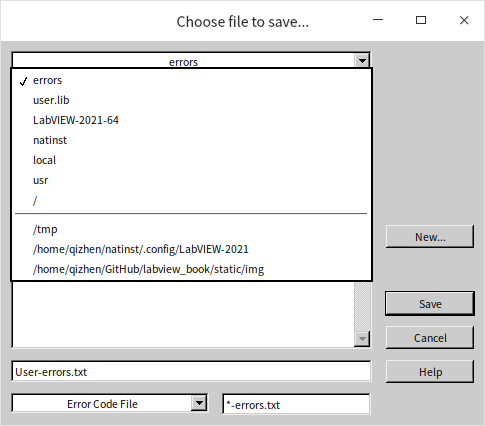 Choose file to save...
errors
errors
user.lib
LabVIEW-2021-64
natinst
local
usr
/
/tmp
/home/qizhen/natinst/.config/LabVIEW-2021
/home/qizhen/GitHub/labview_book/static/img
New...
Save
Cancel
User-errors.txt
Help
Error Code File
*-errors.txt